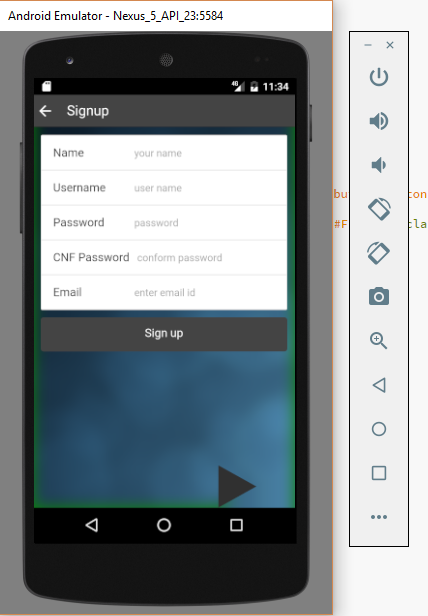 Android Emulator - Nexus_5_API_23:5584
4G 11:34
Signup
Name your name
Username user name
Password password
CNF Password conform password
Email enter email id
Sign up
bu
con
#F
cla